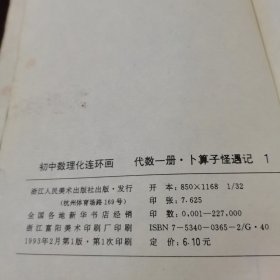 初中数理化连环画 代数一册·卜算子怪遇记 1
浙江人民美术出版社出版·发行 开本:850×1168 1/32
(杭州体育场路169号) 印张:7.625
全国各地新华书店经销 印数:0,001-227,000
浙江富阳美术印刷厂印刷 ISBN 7-5340-0365-2/G·40
1993年2月第1版·第1次印刷 定价:6.10元